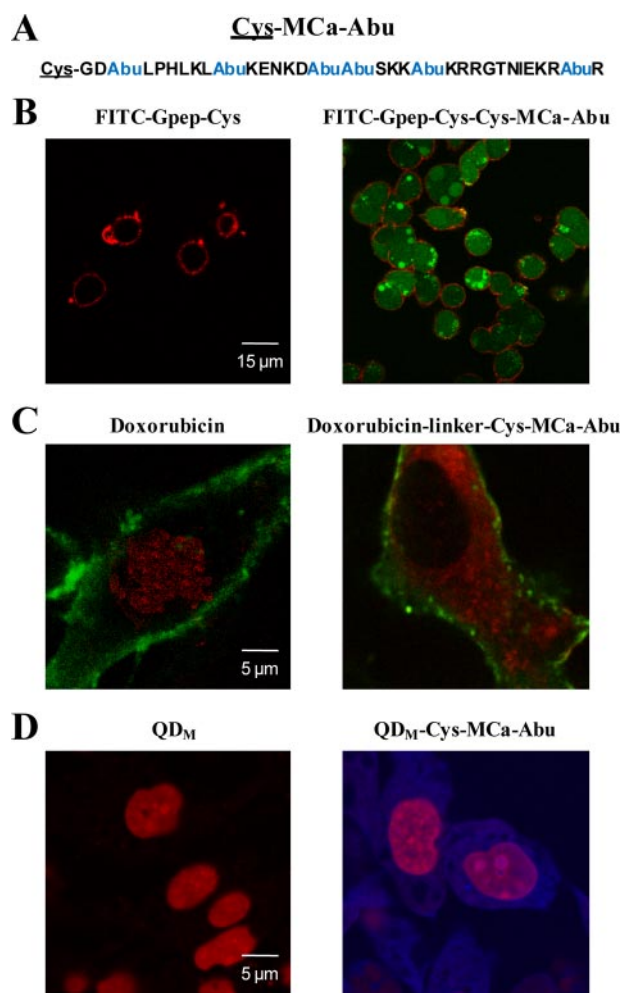 A
Cys-MCa-Abu
Cys-GDAbuLPHLKLAbuKENKDAbuAbuSKKAbuKRRGTNIEKRAbuR
B
FITC-Gpep-Cys
FITC-Gpep-Cys-Cys-MCa-Abu
15 µm
C
Doxorubicin
Doxorubicin-linker-Cys-MCa-Abu
5 µm
D
QDM
QDM-Cys-MCa-Abu
5 µm